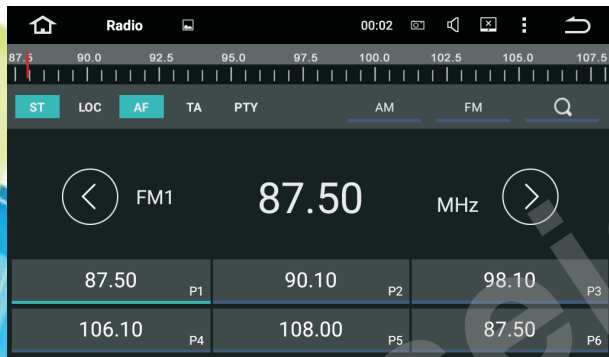 Radio 00:02
87.5 90.0 92.5 95.0 97.5 100.0 102.5 105.0 107.5
ST LOC AF TA PTY AM FM
FM1 87.50 MHz
87.50 P1 90.10 P2 98.10 P3
106.10 P4 108.00 P5 87.50 P6